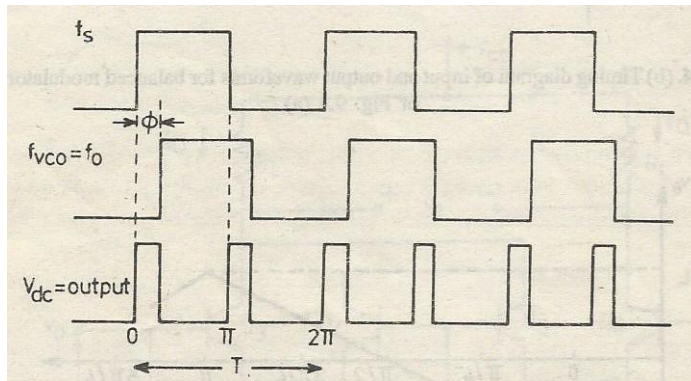 fs
ϕ
fvco=fo
Vdc=output
0 π 2π
T